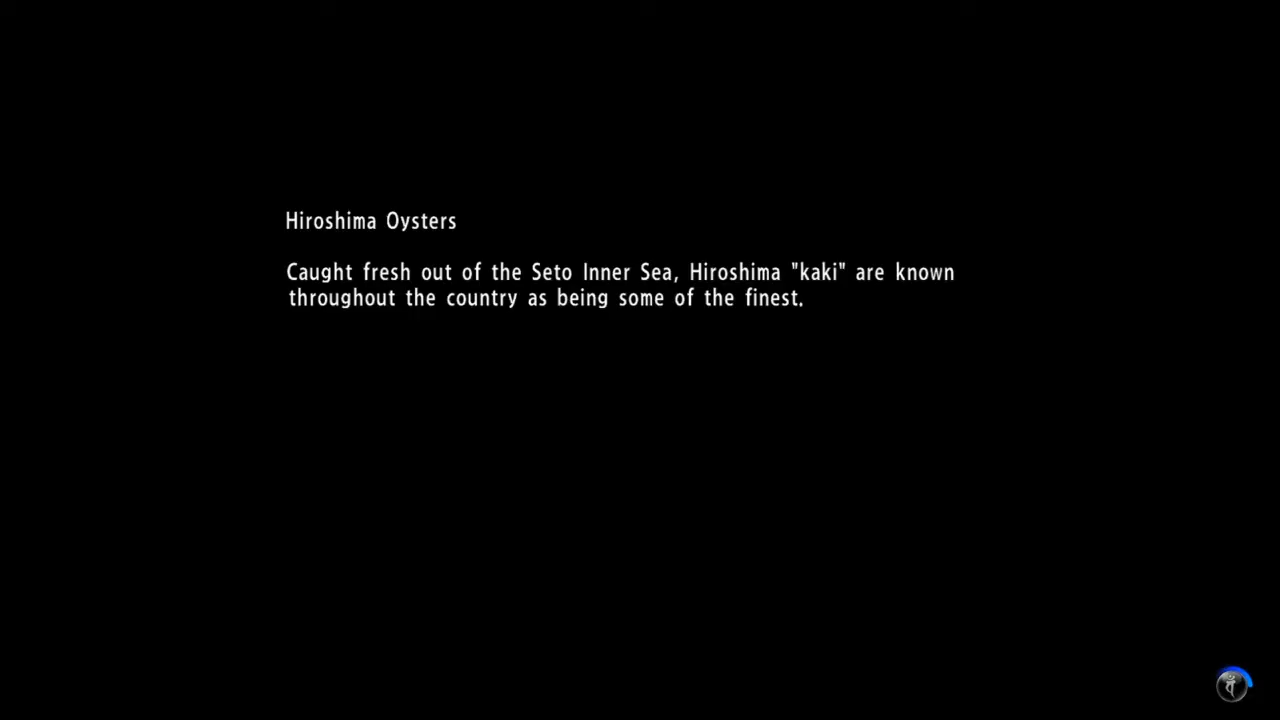 Hiroshima Oysters
Caught fresh out of the Seto Inner Sea, Hiroshima "kaki" are known
throughout the country as being some of the finest.